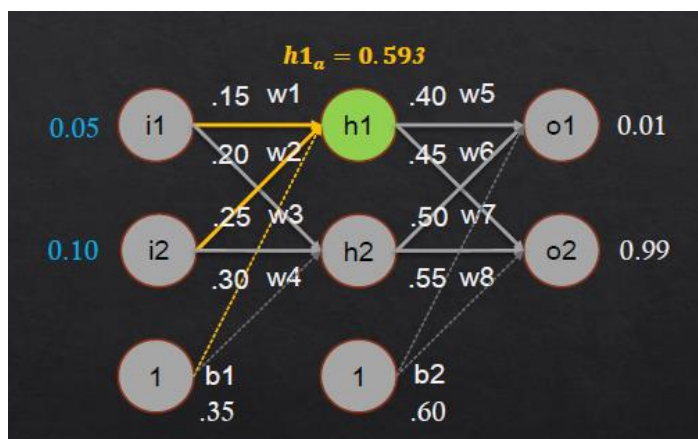 h1ₐ = 0.593
.15 w1 .40 w5
0.05 i1 h1 o1 0.01
.20 w2 .45 w6
.25 w3 .50 w7
0.10 i2 h2 o2 0.99
.30 w4 .55 w8
1 b1 1 b2
.35 .60